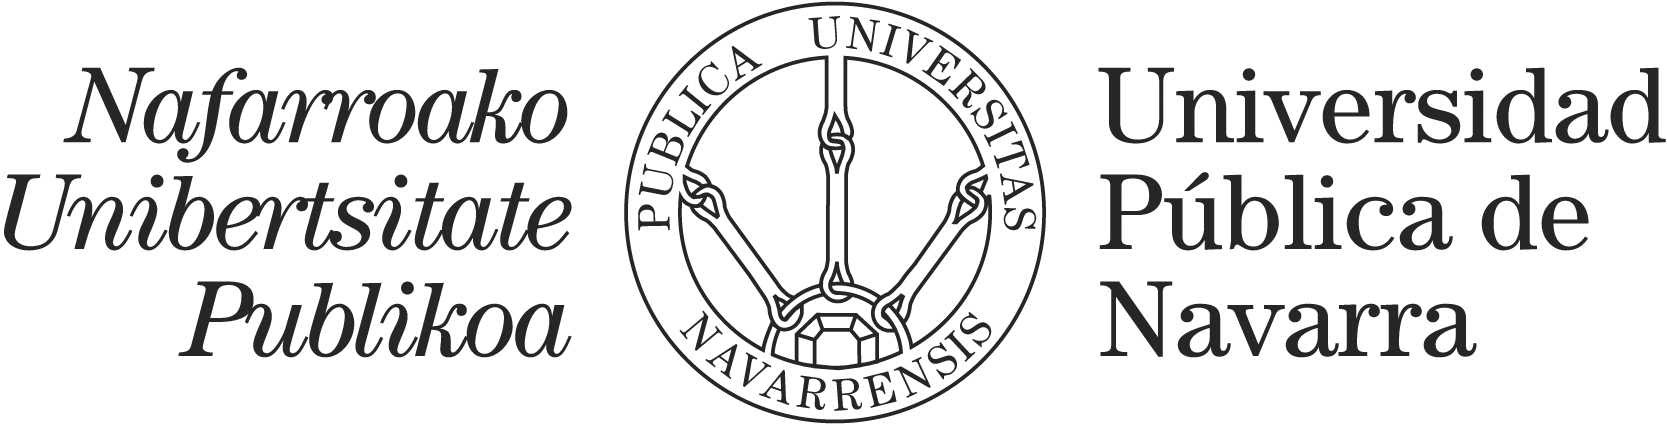 Nafarroako
Unibertsitate
Publikoa
PUBLICA UNIVERSITAS
NAVARRENSIS
Universidad
Pública de
Navarra